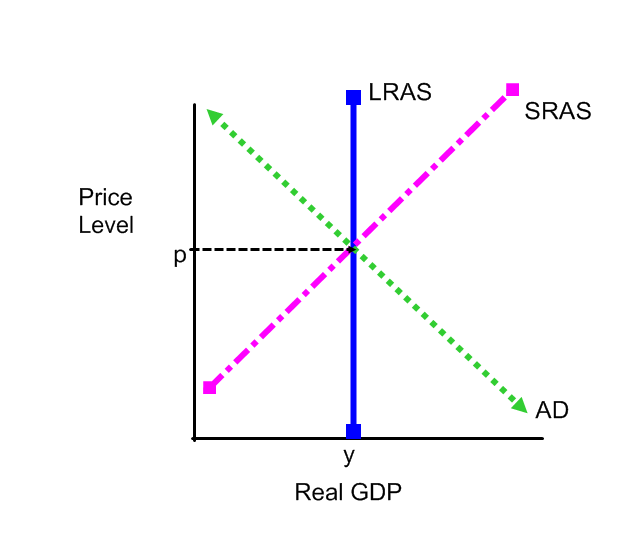 LRAS
SRAS
Price
Level
p
AD
y
Real GDP